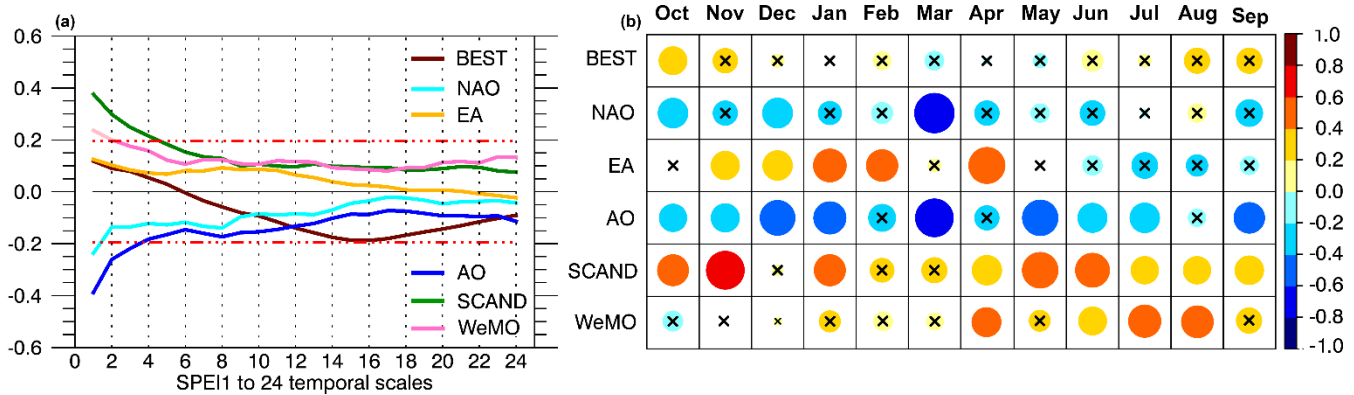 (a)
0.6
0.4
0.2
0.0
-0.2
-0.4
-0.6
BEST
NAO
EA
AO
SCAND
WeMO
0 2 4 6 8 10 12 14 16 18 20 22 24
SPEI1 to 24 temporal scales
(b)
Oct Nov Dec Jan Feb Mar Apr May Jun Jul Aug Sep
BEST
NAO
EA
AO
SCAND
WeMO
1.0
0.8
0.6
0.4
0.2
0.0
-0.2
-0.4
-0.6
-0.8
-1.0